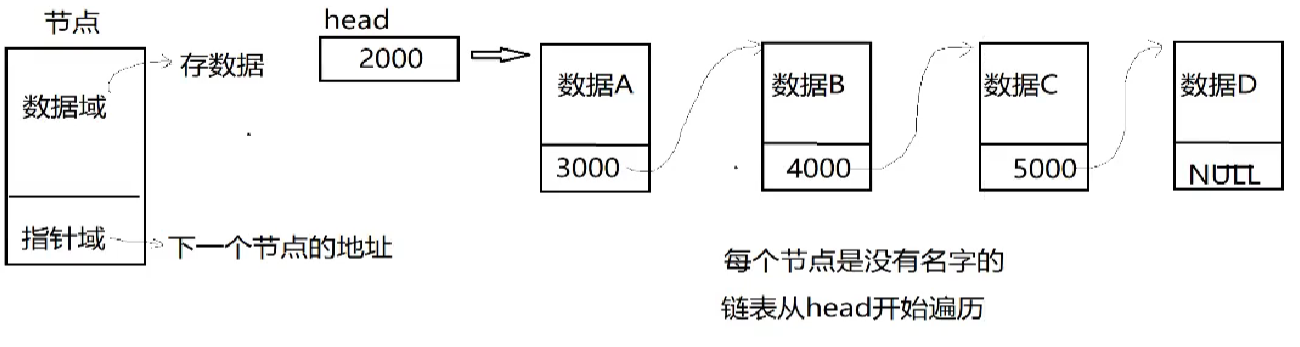 节点
数据域
存数据
指针域
下一个节点的地址
head
2000
数据A
3000
数据B
4000
数据C
5000
数据D
NULL
每个节点是没有名字的
链表从head开始遍历